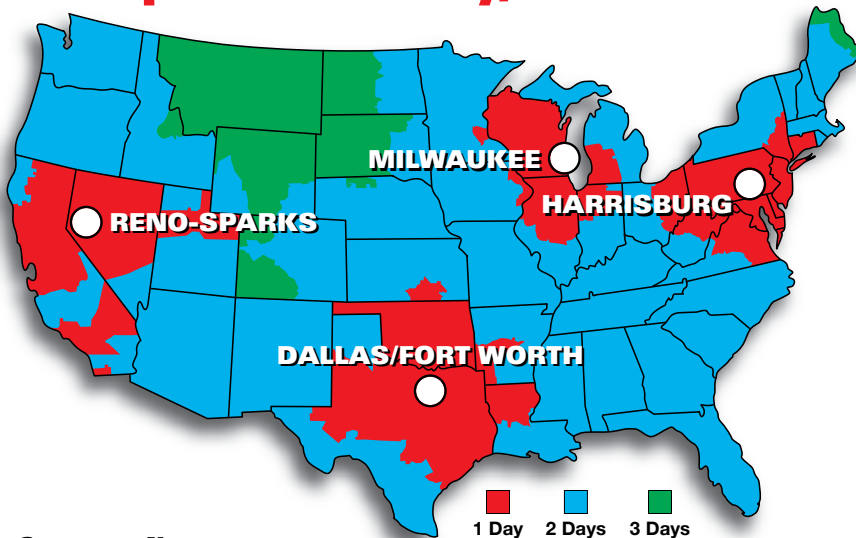 MILWAUKEE
HARRISBURG
RENO-SPARKS
DALLAS/FORT WORTH
1 Day 2 Days 3 Days